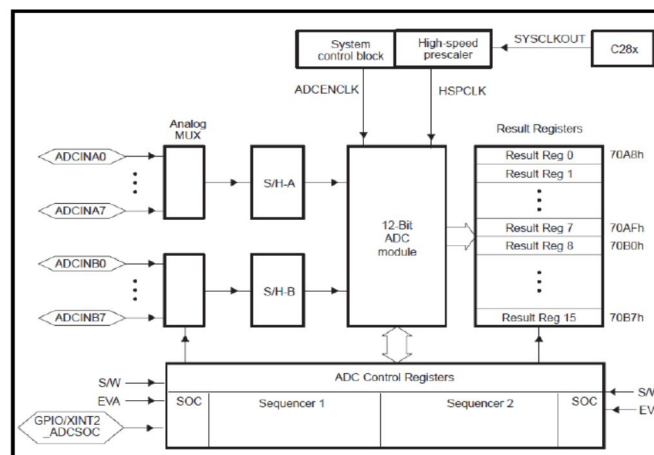 System control block
High-speed prescaler
SYSCLKOUT
C28x
ADCENCLK
HSPCLK
Analog MUX
Result Registers
ADCINA0
ADCINA7
S/H-A
12-Bit ADC module
Result Reg 0
70A8h
Result Reg 1
Result Reg 7
70AFh
Result Reg 8
70B0h
ADCINB0
ADCINB7
S/H-B
Result Reg 15
70B7h
ADC Control Registers
S/W
EVA
GPIO/XINT2
_ADCSOC
SOC
Sequencer 1
Sequencer 2
SOC